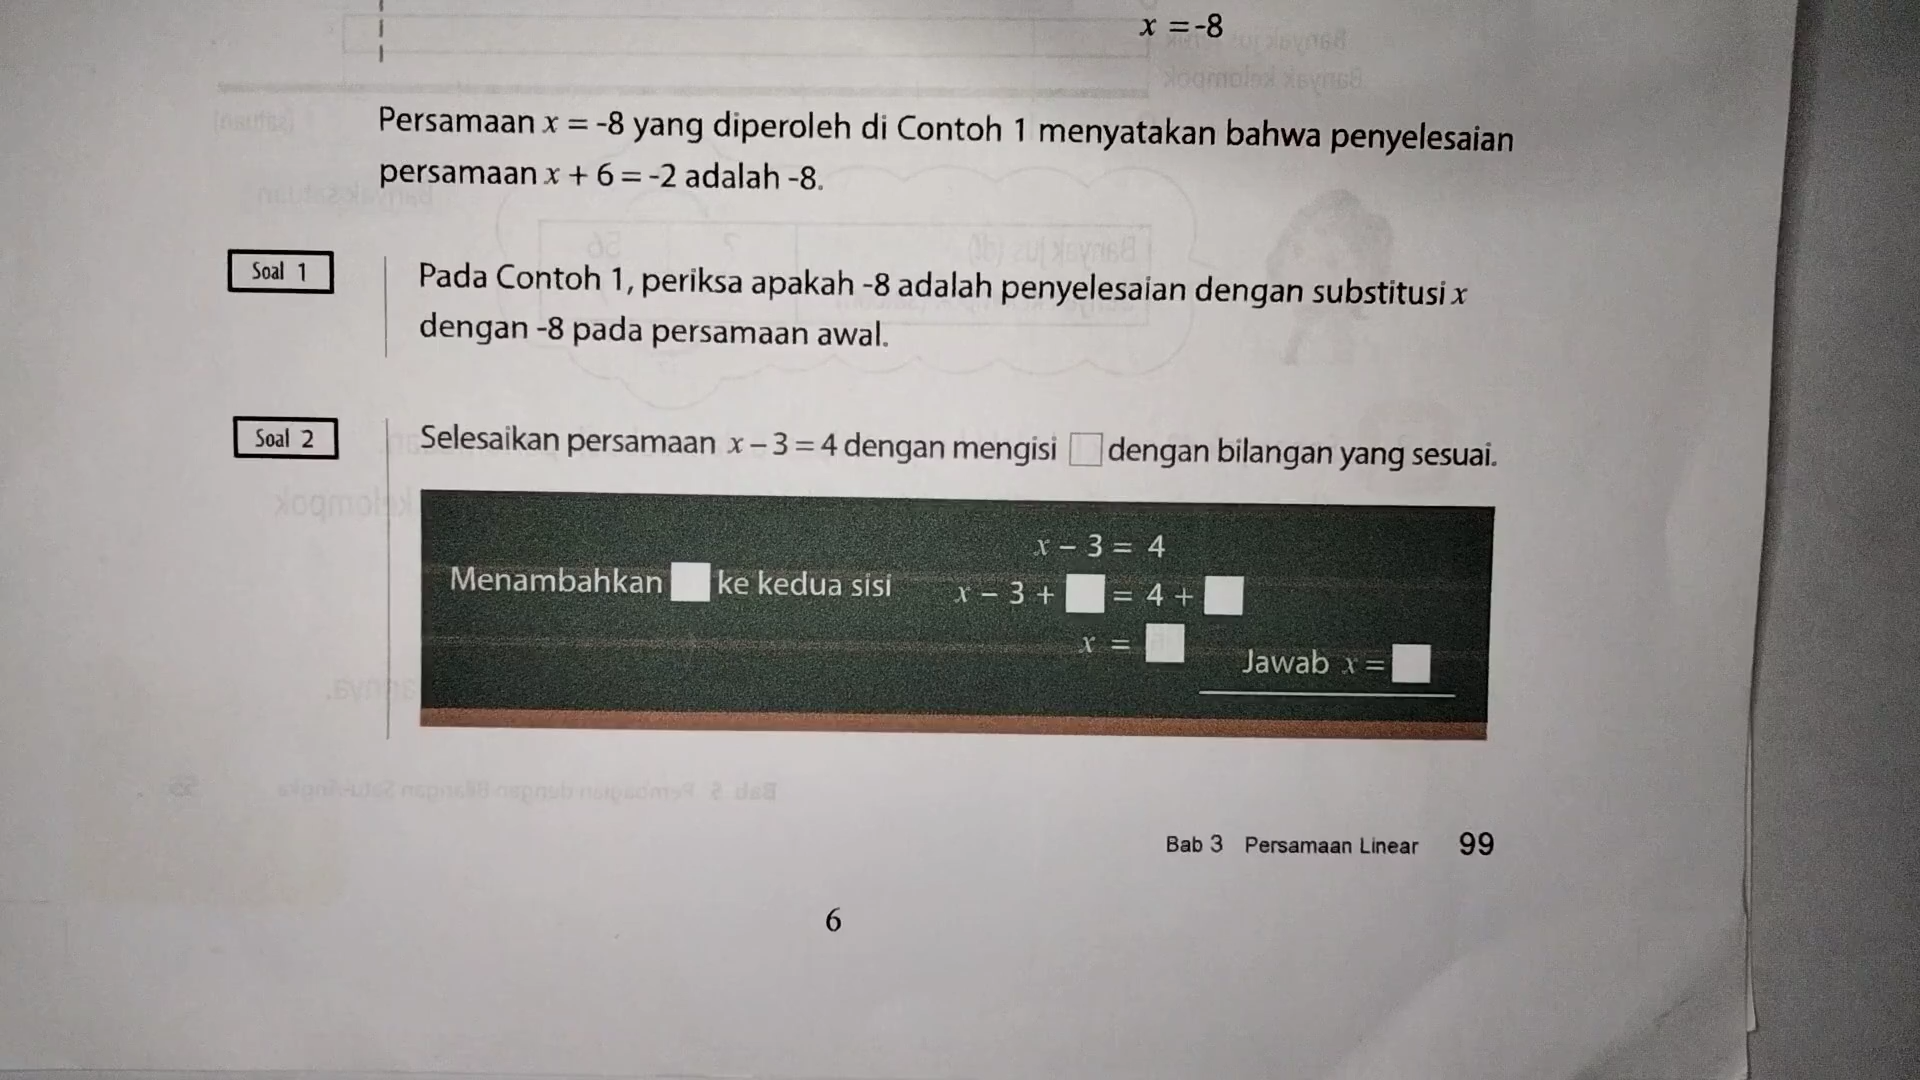 x = -8
Persamaan x = -8 yang diperoleh di Contoh 1 menyatakan bahwa penyelesaian
persamaan x + 6 = -2 adalah -8.
Soal 1
Pada Contoh 1, periksa apakah -8 adalah penyelesaian dengan substitusi x
dengan -8 pada persamaan awal.
Soal 2
Selesaikan persamaan x – 3 = 4 dengan mengisi □ dengan bilangan yang sesuai.
x – 3 = 4
Menambahkan □ ke kedua sisi x – 3 + □ = 4 + □
x = □
Jawab x = □
Bab 3 Persamaan Linear 99
6